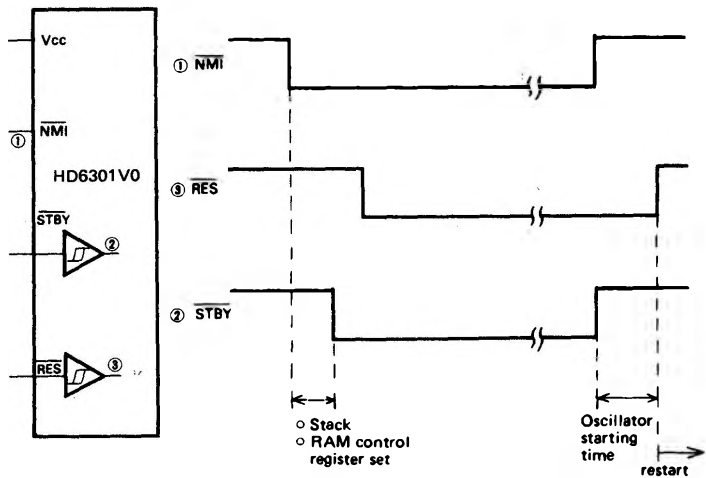 Vcc
NMI
①
HD6301V0
STBY
②
RES
③
① NMI
③ RES
② STBY
○ Stack
○ RAM control
register set
Oscillator
starting
time
restart